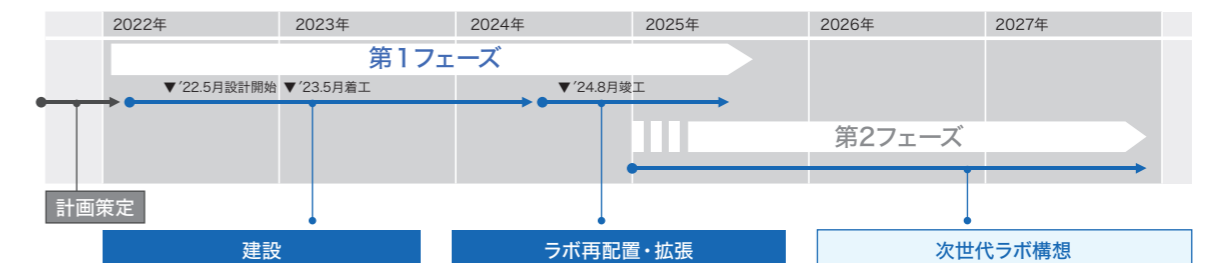 2022年 2023年 2024年 2025年 2026年 2027年
第1フェーズ
▼’22.5月設計開始 ▼’23.5月着工 ▼’24.8月竣工
第2フェーズ
計画策定
建設 ラボ再配置・拡張 次世代ラボ構想